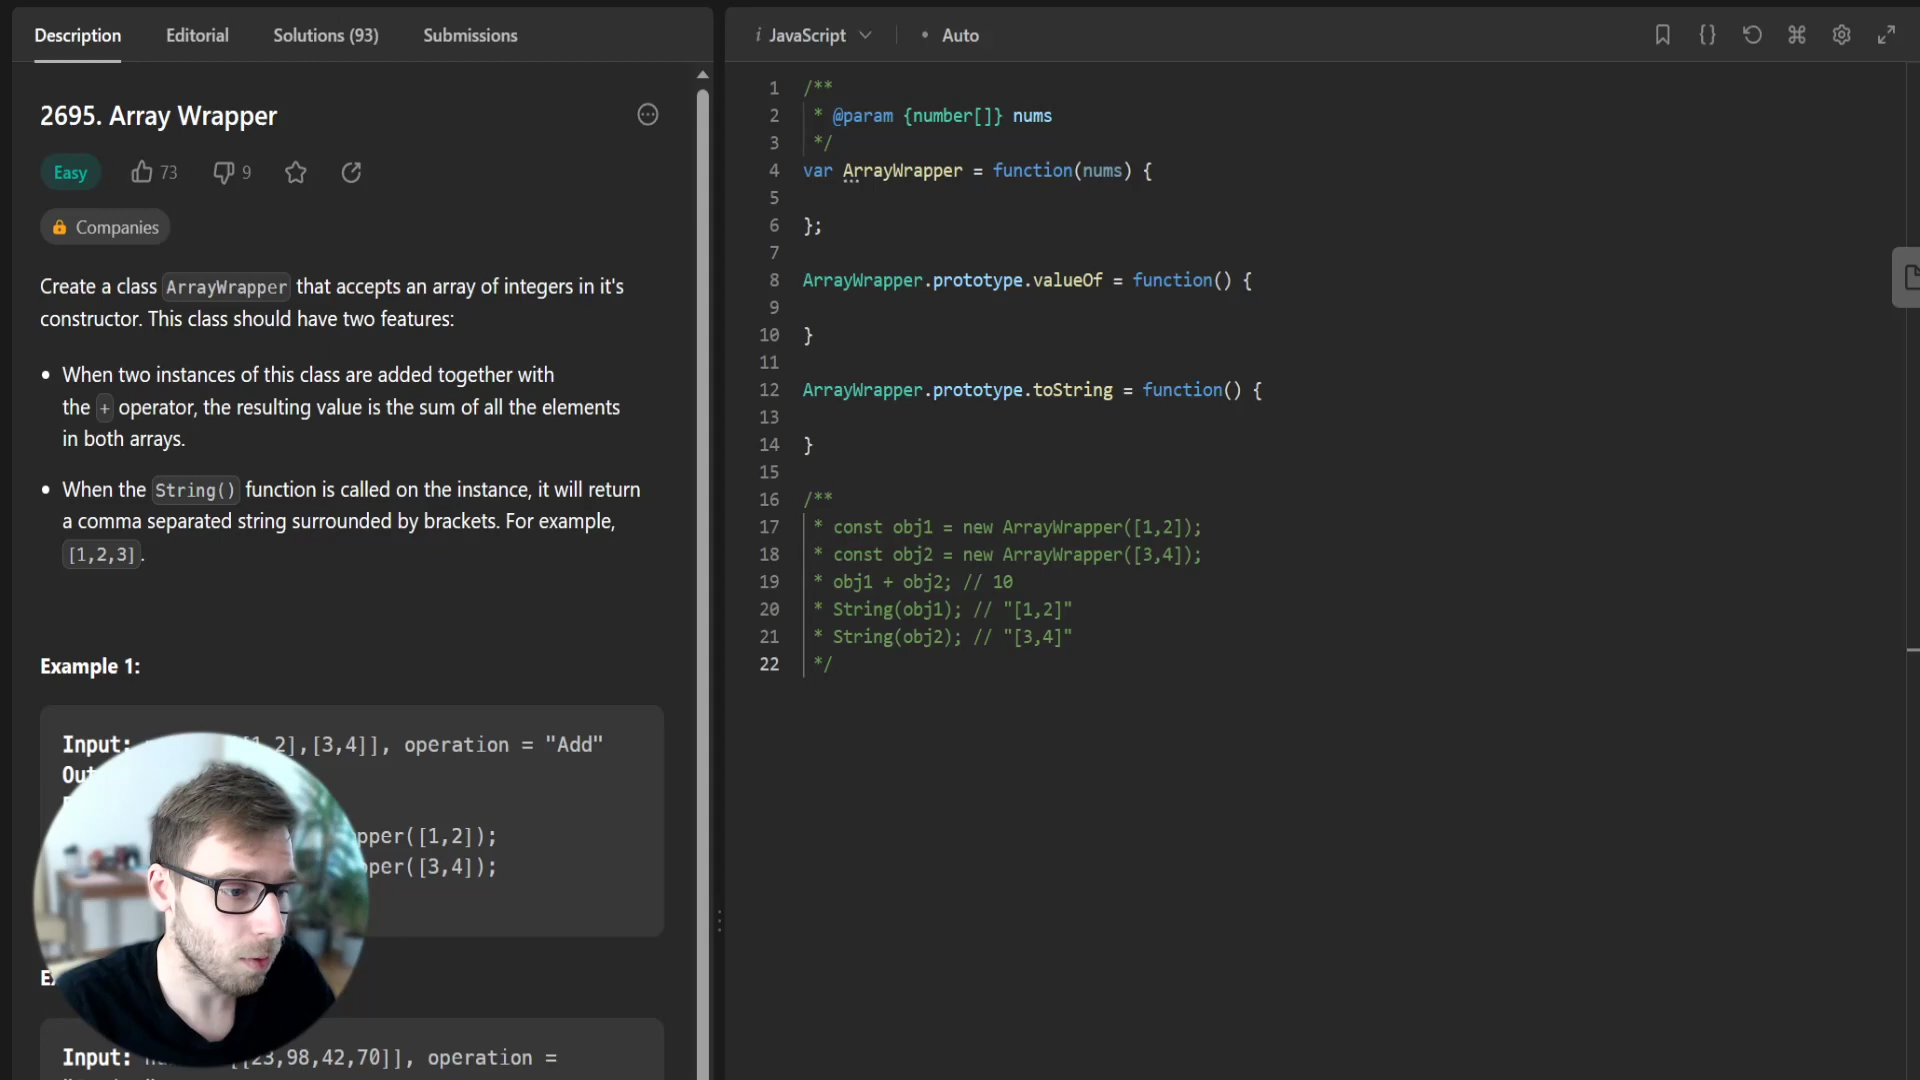 Description Editorial Solutions (93) Submissions
2695. Array Wrapper
Easy 73 9
Companies
Create a class ArrayWrapper that accepts an array of integers in it's
constructor. This class should have two features:
• When two instances of this class are added together with
the + operator, the resulting value is the sum of all the elements
in both arrays.
• When the String() function is called on the instance, it will return
a comma separated string surrounded by brackets. For example,
[1,2,3].
Example 1:
Input: 2],[3,4]], operation = "Add"
pper([1,2]);
pper([3,4]);
Input: [[23,98,42,70]], operation =
i JavaScript • Auto
1 /**
2 * @param {number[]} nums
3 */
4 var ArrayWrapper = function(nums) {
5
6 };
7
8 ArrayWrapper.prototype.valueOf = function() {
9
10 }
11
12 ArrayWrapper.prototype.toString = function() {
13
14 }
15
16 /**
17 * const obj1 = new ArrayWrapper([1,2]);
18 * const obj2 = new ArrayWrapper([3,4]);
19 * obj1 + obj2; // 10
20 * String(obj1); // "[1,2]"
21 * String(obj2); // "[3,4]"
22 */